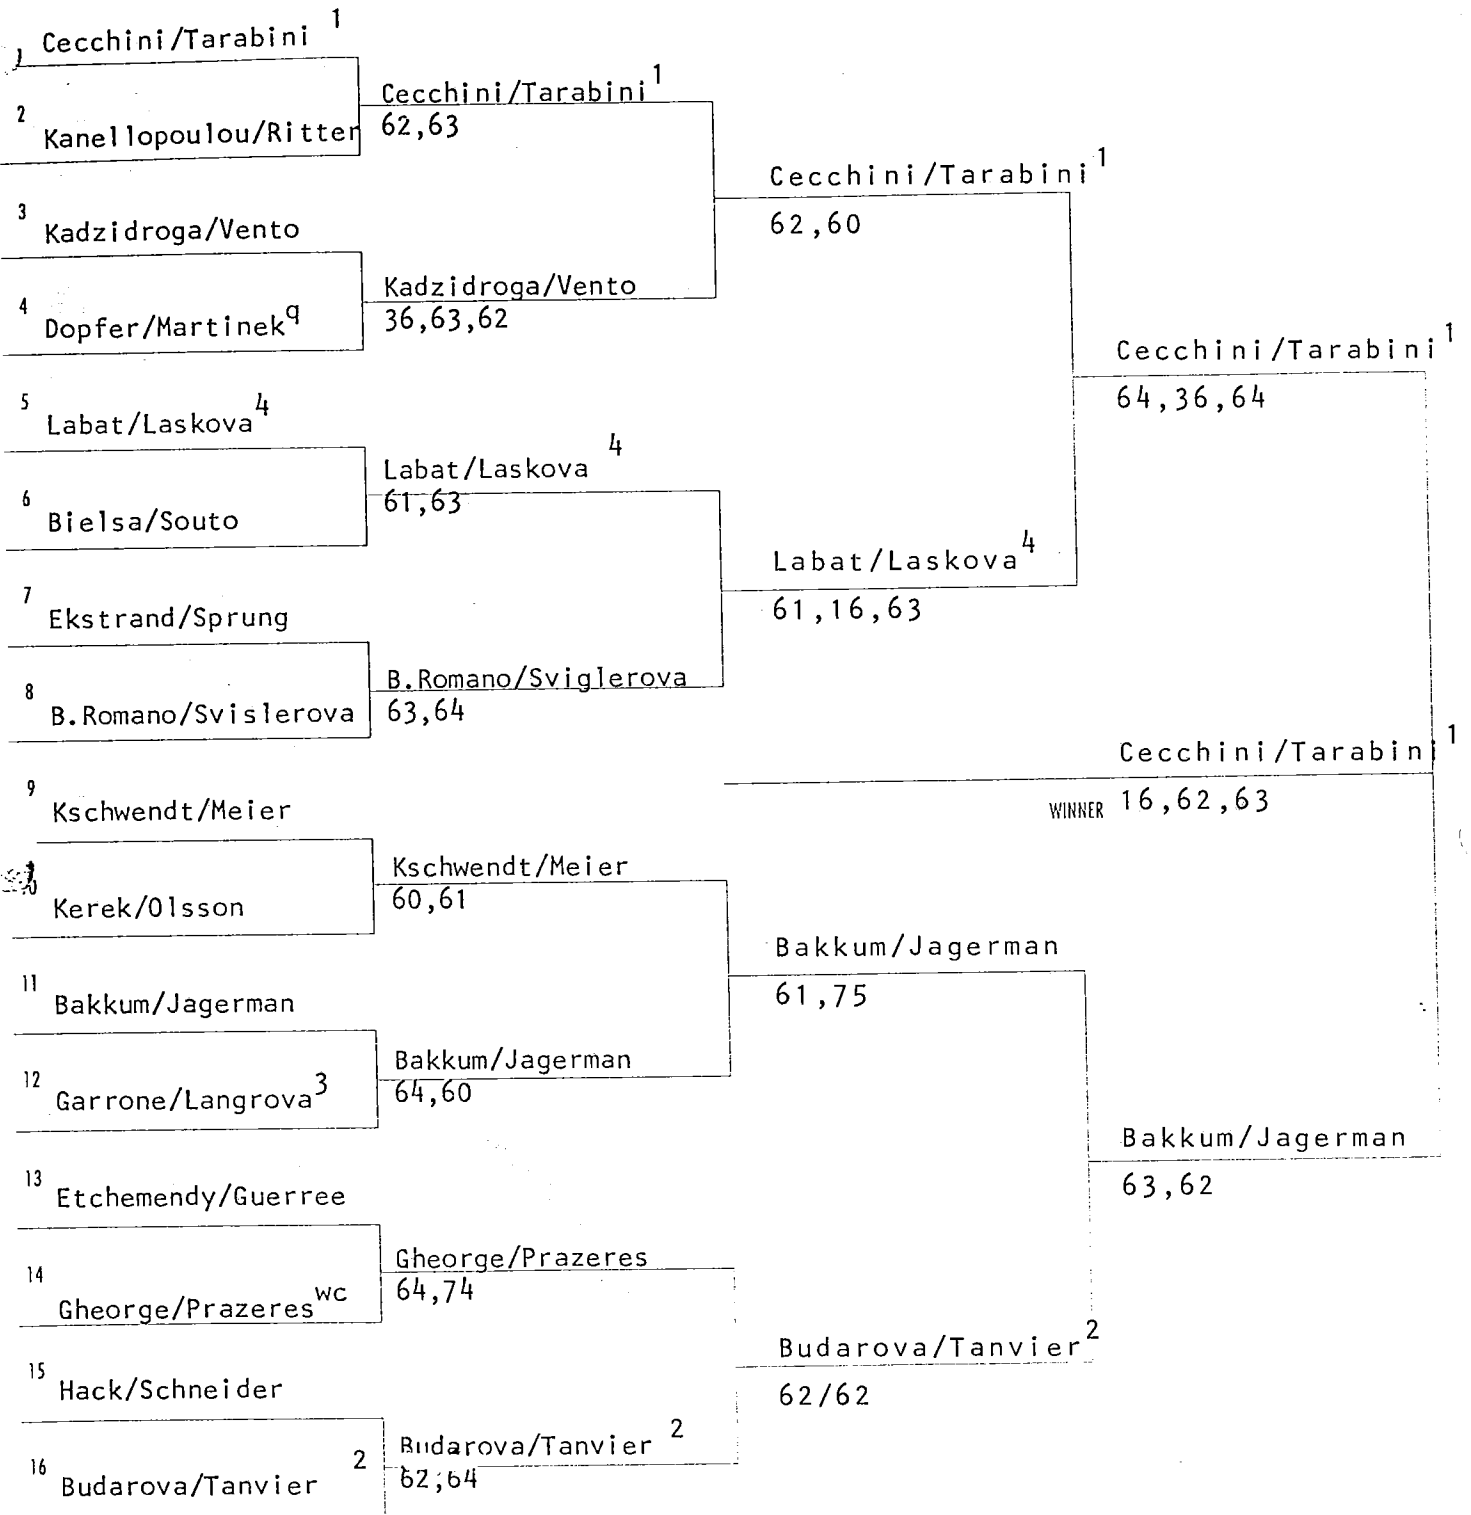 1 Cecchini/Tarabini 1
2 Kanellopoulou/Ritter
3 Kadzidroga/Vento
4 Dopfer/Martinek q
5 Labat/Laskova 4
6 Bielsa/Souto
7 Ekstrand/Sprung
8 B.Romano/Svislerova
9 Kschwendt/Meier
Kerek/Olsson
11 Bakkum/Jagerman
12 Garrone/Langrova 3
13 Etchemendy/Guerree
14 Gheorge/Prazeres wc
15 Hack/Schneider
16 Budarova/Tanvier 2
Cecchini/Tarabini 1
62,63
Kadzidroga/Vento
36,63,62
Labat/Laskova 4
61,63
B.Romano/Sviglerova
63,64
Kschwendt/Meier
60,61
Bakkum/Jagerman
64,60
Gheorge/Prazeres
64,74
Budarova/Tanvier 2
62,64
Cecchini/Tarabini 1
62,60
Labat/Laskova 4
61,16,63
Bakkum/Jagerman
61,75
Budarova/Tanvier 2
62/62
Cecchini/Tarabini 1
64,36,64
Bakkum/Jagerman
63,62
Cecchini/Tarabini 1
WINNER 16,62,63